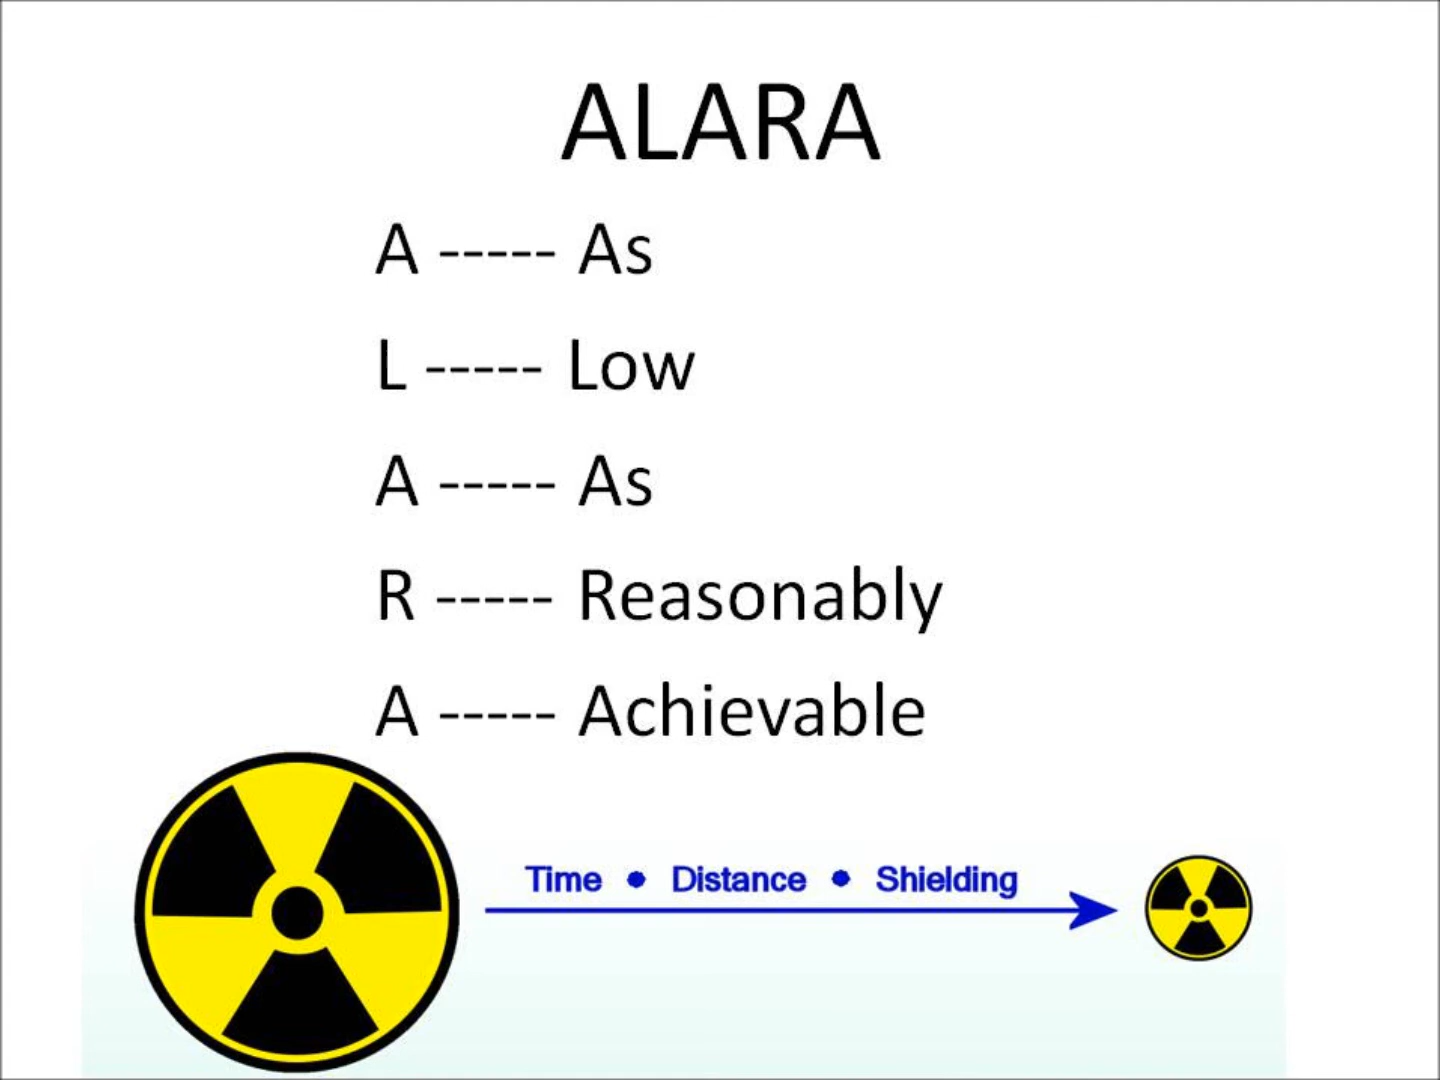 ALARA
A ----- As
L ----- Low
A ----- As
R ----- Reasonably
A ----- Achievable
Time • Distance • Shielding